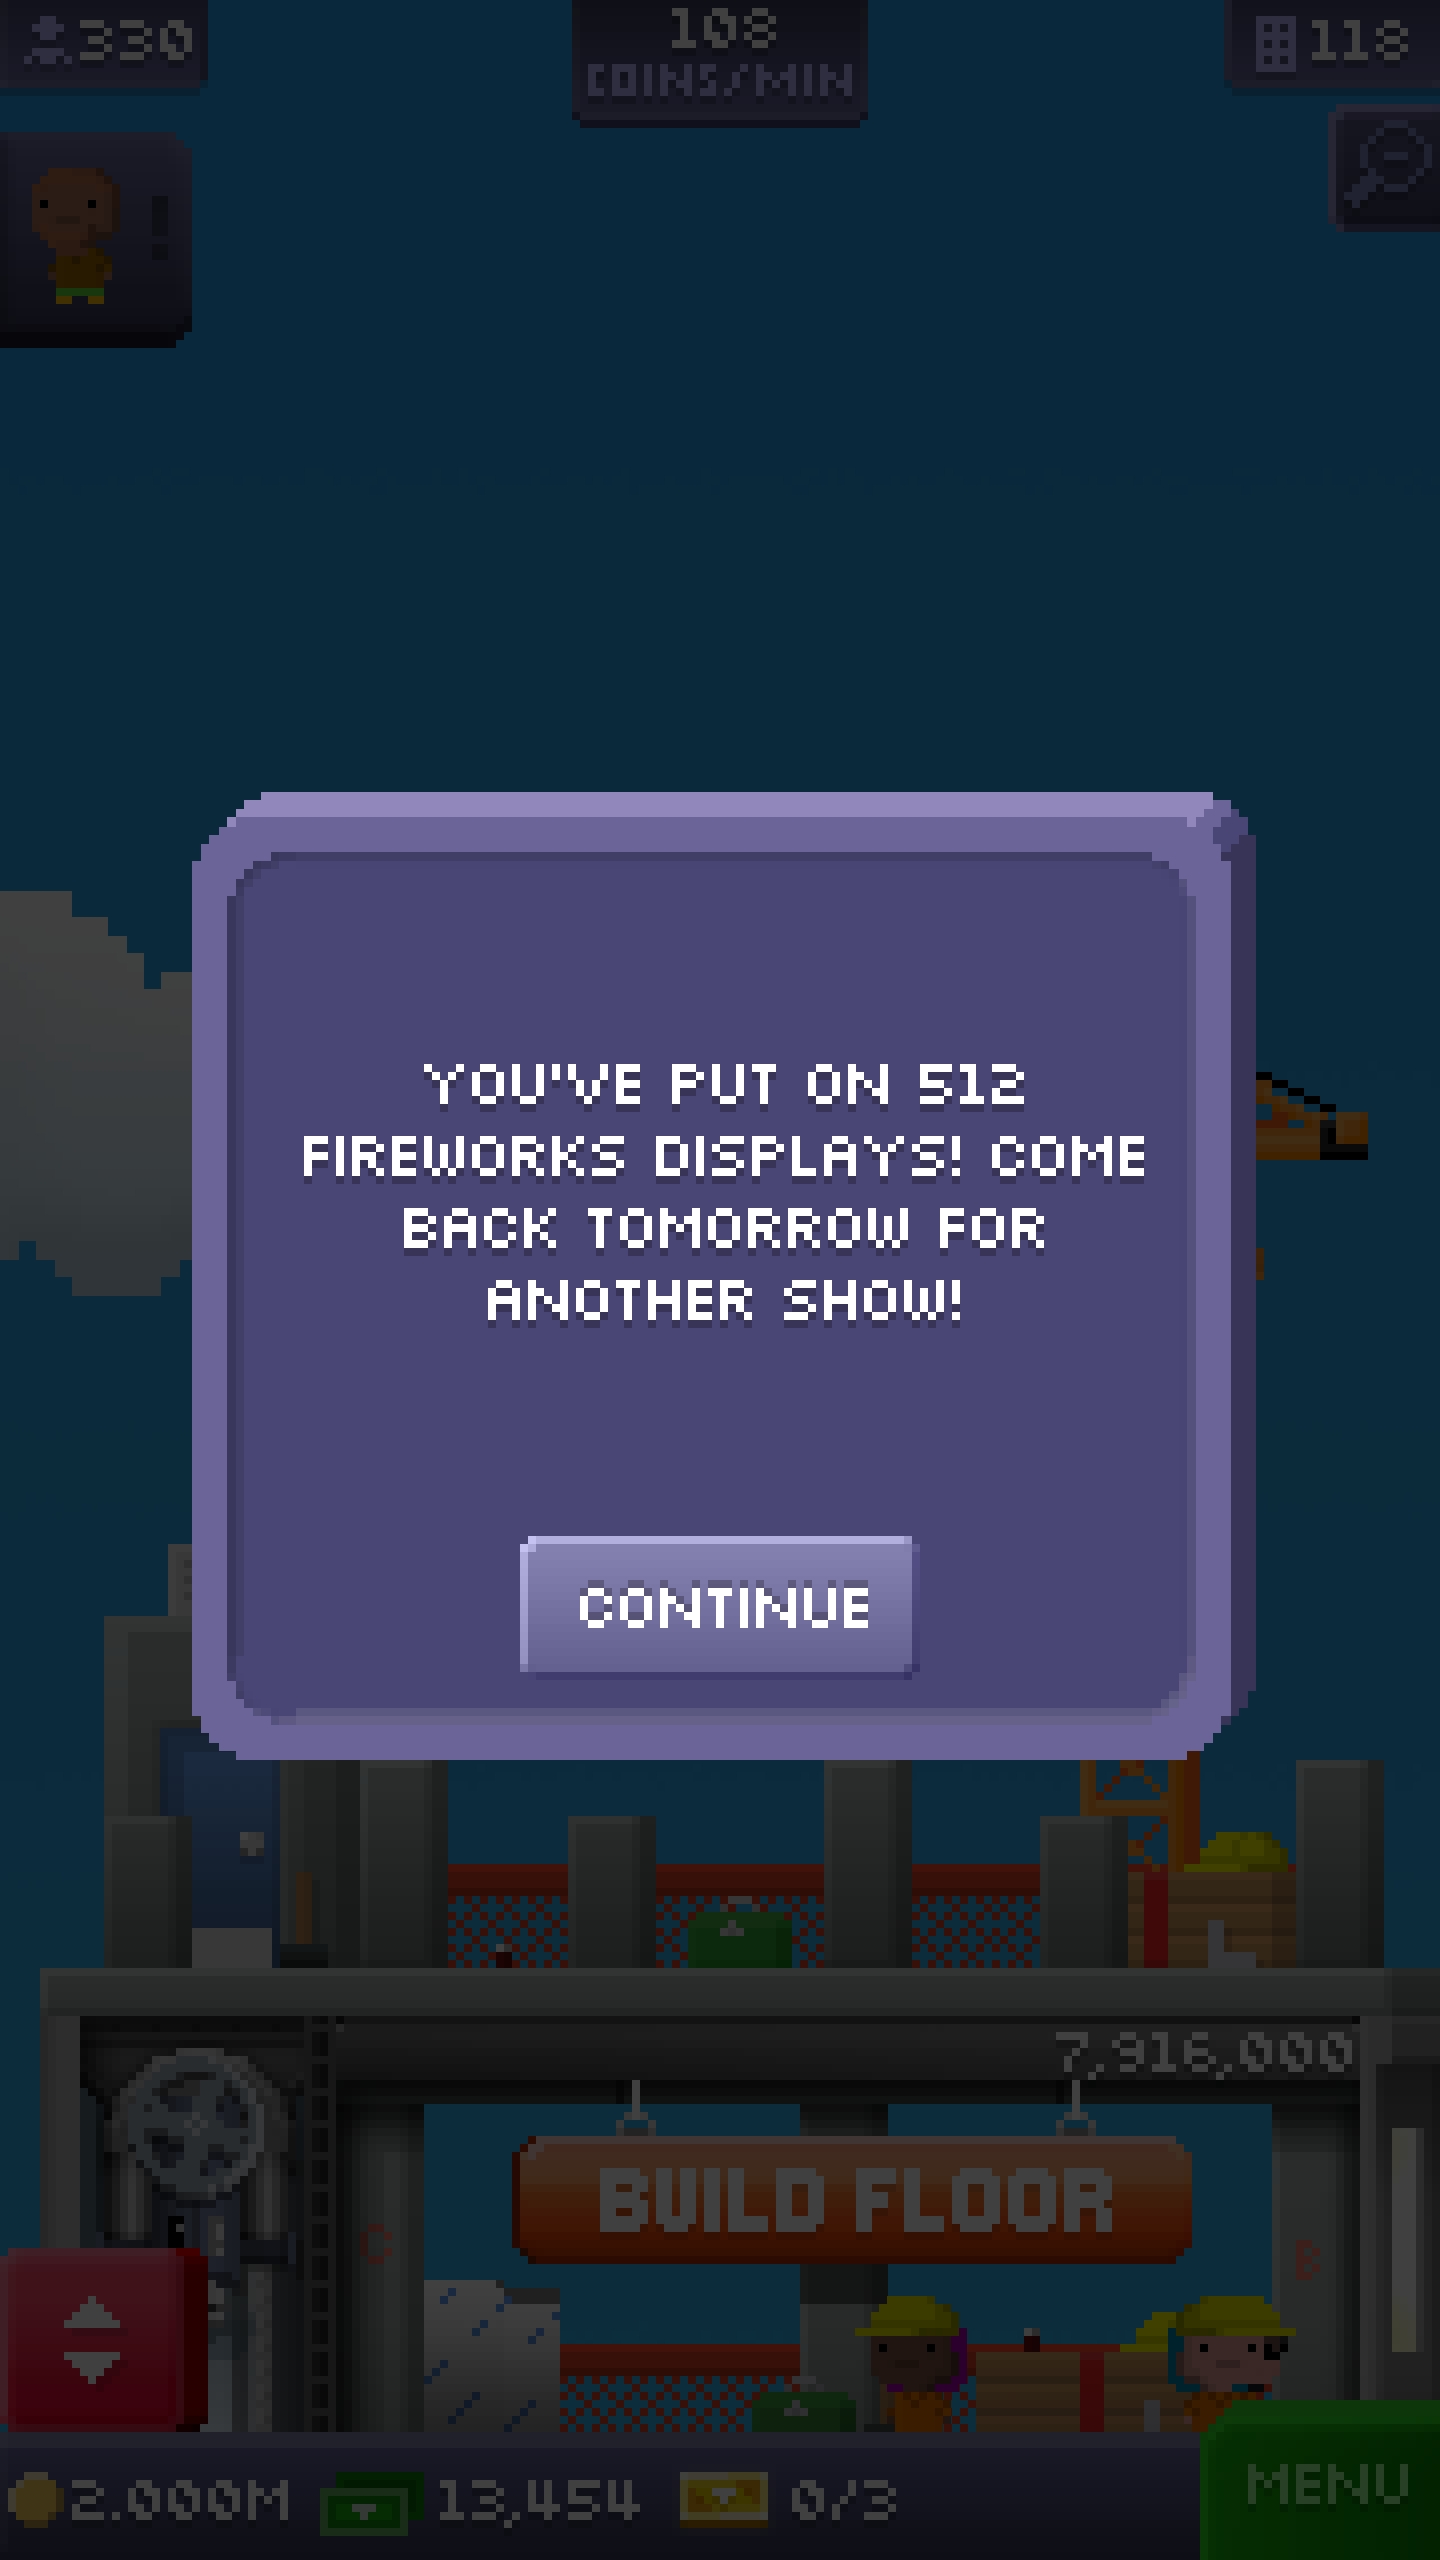 330
108
COINS/MIN
118
YOU'VE PUT ON 512
FIREWORKS DISPLAYS! COME
BACK TOMORROW FOR
ANOTHER SHOW!
CONTINUE
7,916,000
BUILD FLOOR
C
B
2.000M
13,454
0/3
MENU